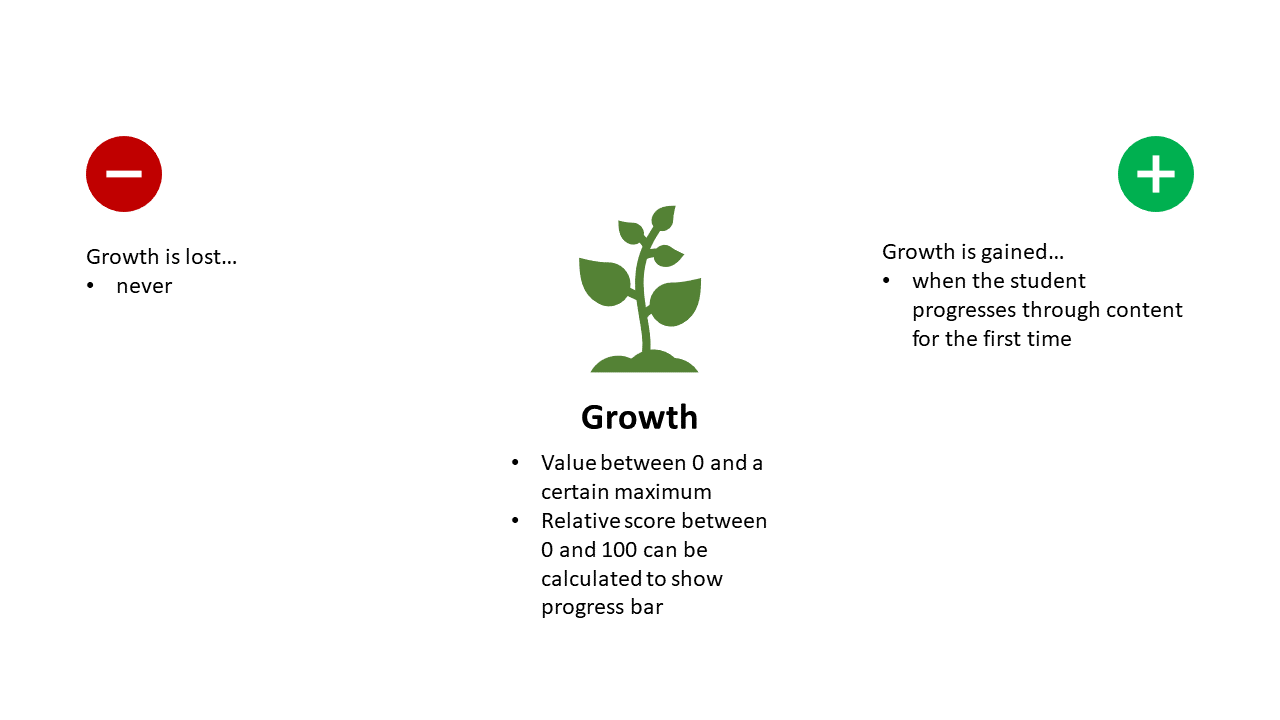 Growth is lost…
• never
Growth is gained…
• when the student
progresses through content
for the first time
Growth
• Value between 0 and a
certain maximum
• Relative score between
0 and 100 can be
calculated to show
progress bar